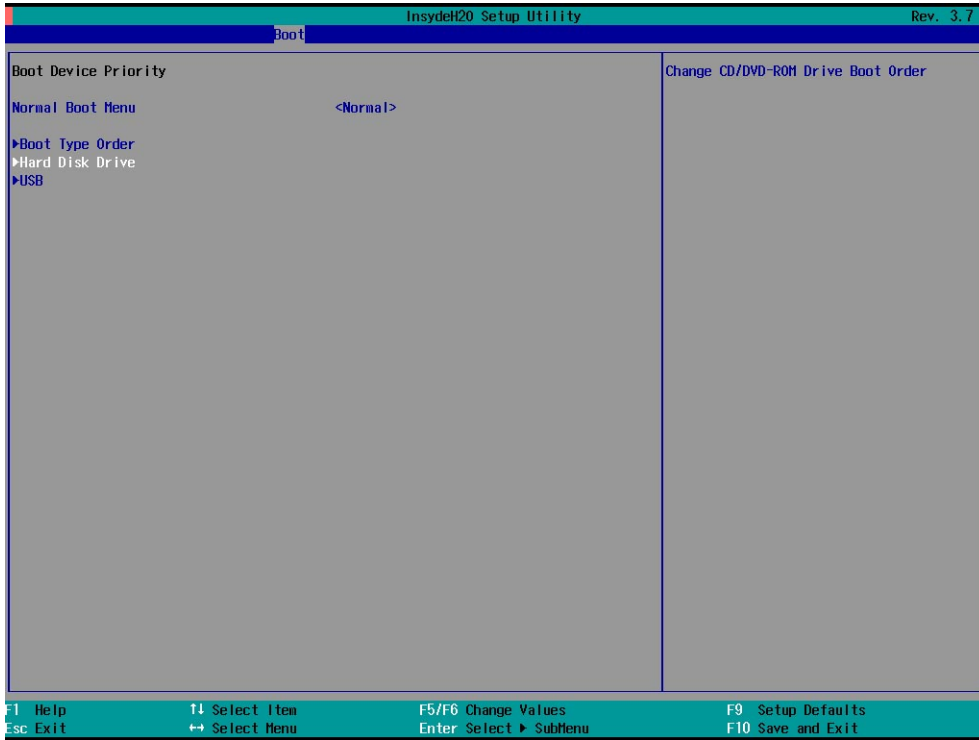 InsydeH20 Setup Utility Rev. 3.7
Boot
Boot Device Priority
Change CD/DVD-ROM Drive Boot Order
Normal Boot Menu <Normal>
▶Boot Type Order
▶Hard Disk Drive
▶USB
F1 Help ↑↓ Select Item F5/F6 Change Values F9 Setup Defaults
Esc Exit ↔ Select Menu Enter Select ▶ SubMenu F10 Save and Exit